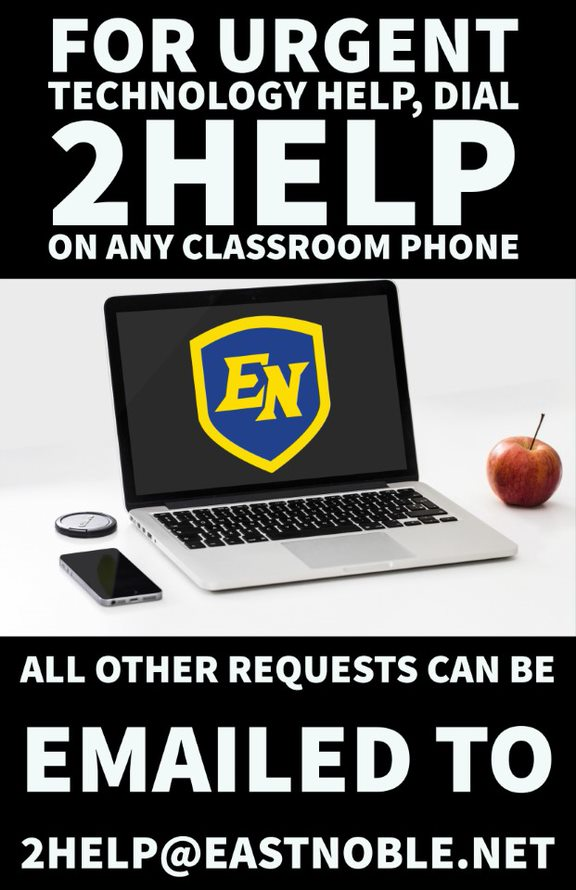 FOR URGENT
TECHNOLOGY HELP, DIAL
2HELP
ON ANY CLASSROOM PHONE
EN
ALL OTHER REQUESTS CAN BE
EMAILED TO
2HELP@EASTNOBLE.NET